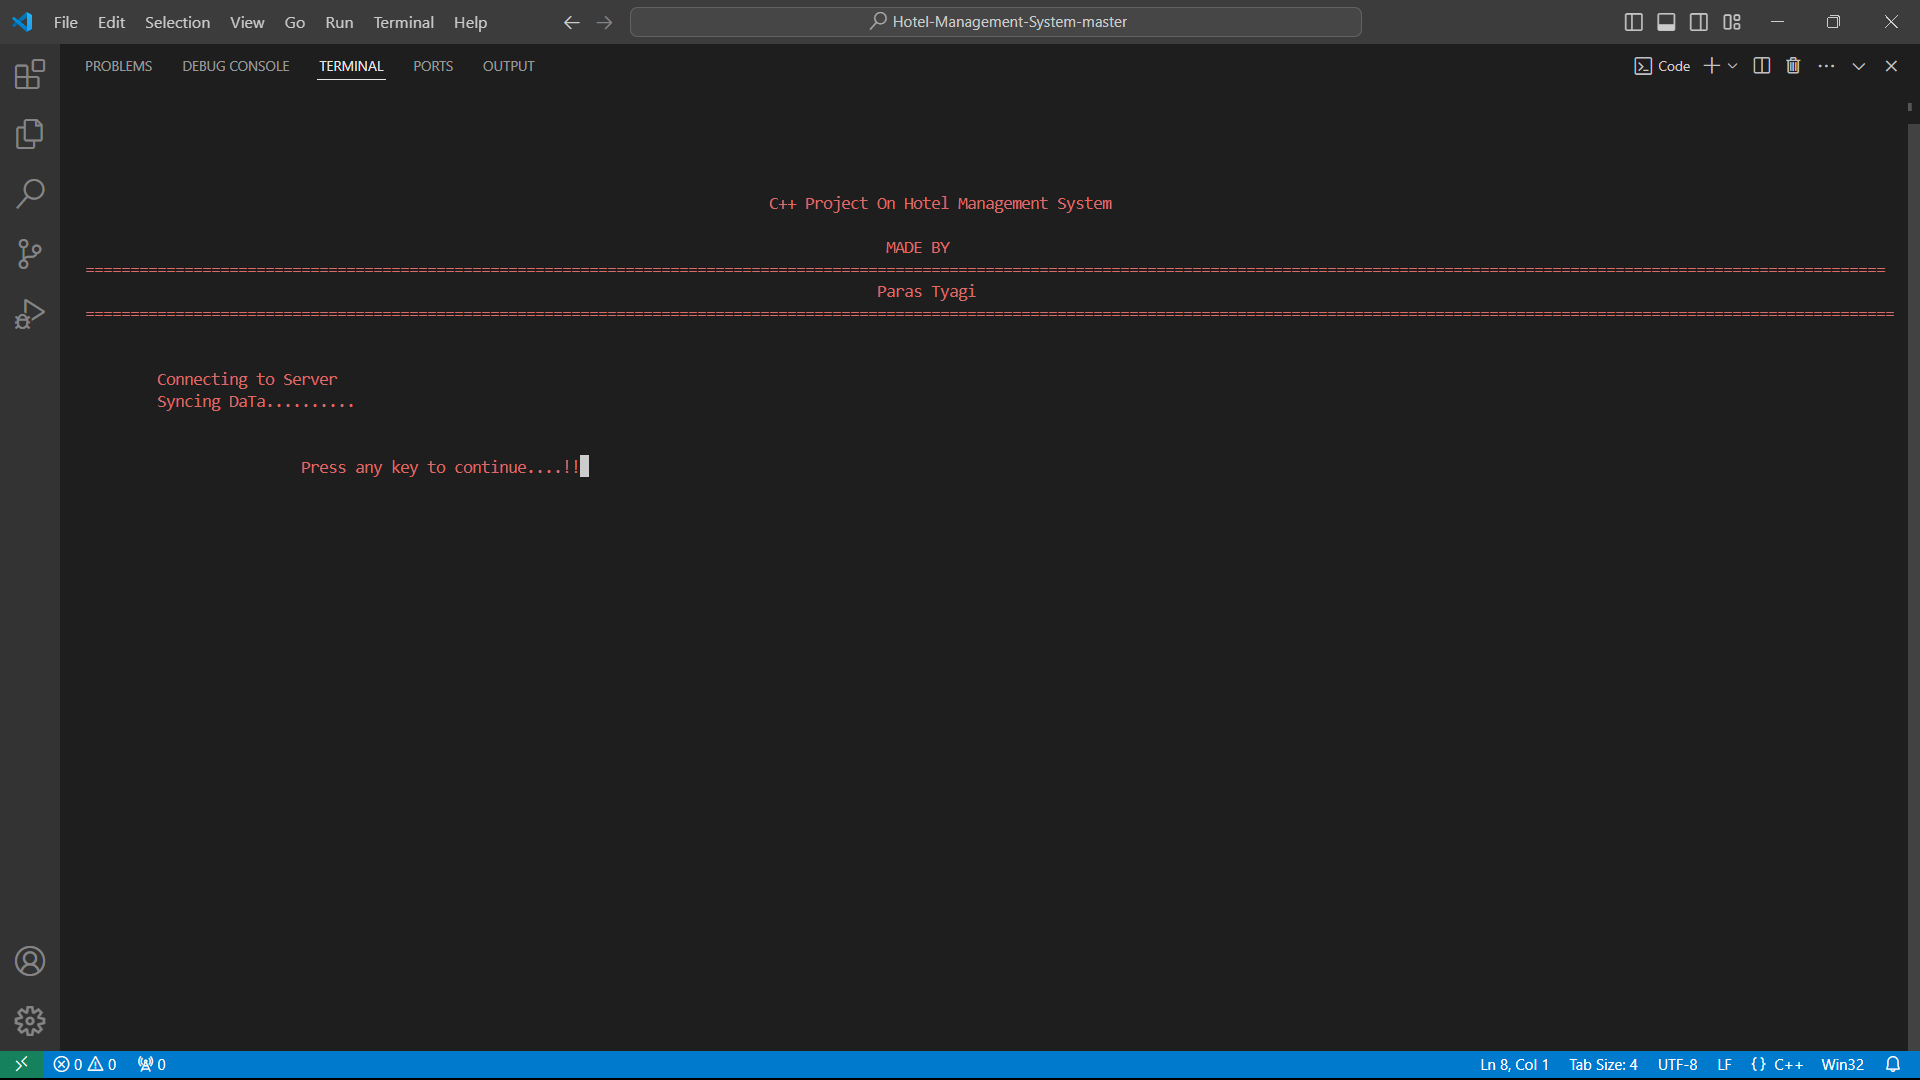 File Edit Selection View Go Run Terminal Help
Hotel-Management-System-master
PROBLEMS DEBUG CONSOLE TERMINAL PORTS OUTPUT
Code
C++ Project On Hotel Management System
MADE BY
Paras Tyagi
Connecting to Server
Syncing DaTa..........
Press any key to continue....!!
0 0 0
Ln 8, Col 1 Tab Size: 4 UTF-8 LF {} C++ Win32